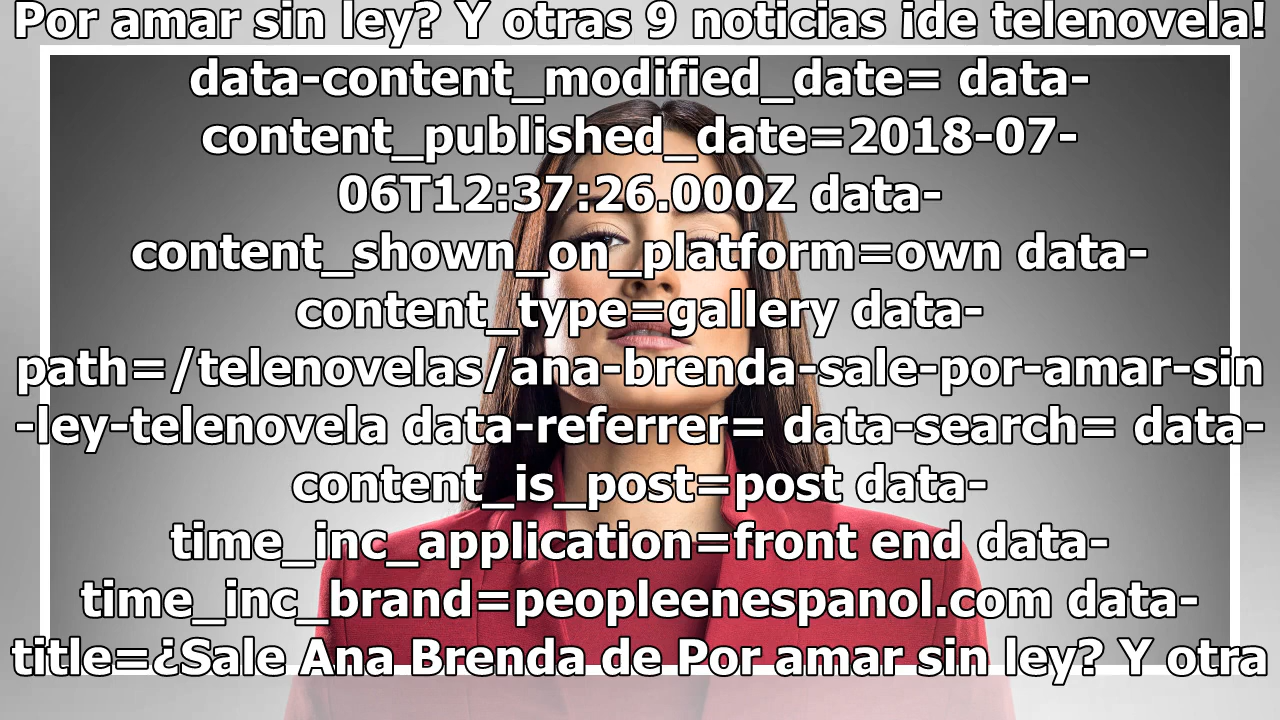 Por amar sin ley? Y otras 9 noticias ¡de telenovela!
data-content_modified_date= data-
content_published_date=2018-07-
06T12:37:26.000Z data-
content_shown_on_platform=own data-
content_type=gallery data-
path=/telenovelas/ana-brenda-sale-por-amar-sin
-ley-telenovela data-referrer= data-search= data-
content_is_post=post data-
time_inc_application=front end data-
time_inc_brand=peopleenespanol.com data-
title=¿Sale Ana Brenda de Por amar sin ley? Y otra